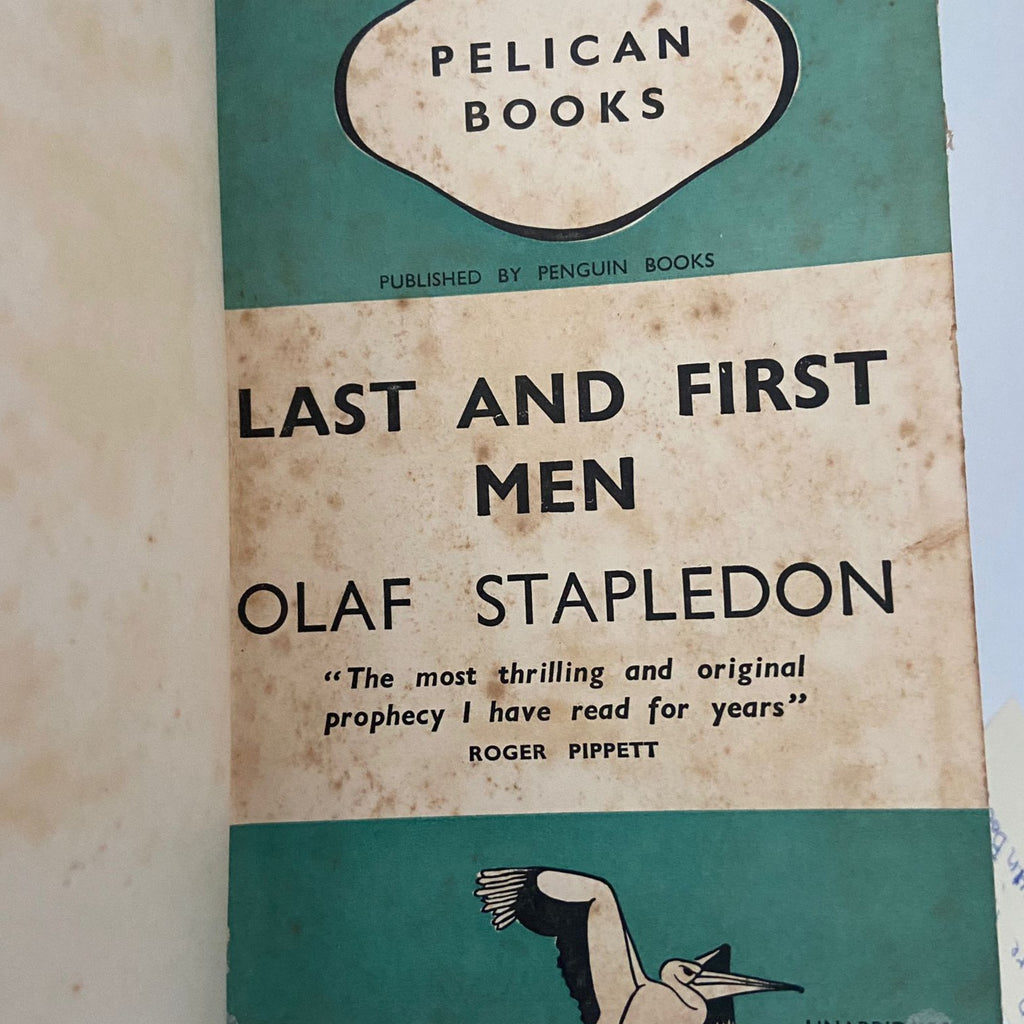 PELICAN
BOOKS
PUBLISHED BY PENGUIN BOOKS
LAST AND FIRST
MEN
OLAF STAPLEDON
“The most thrilling and original
prophecy I have read for years”
ROGER PIPPETT